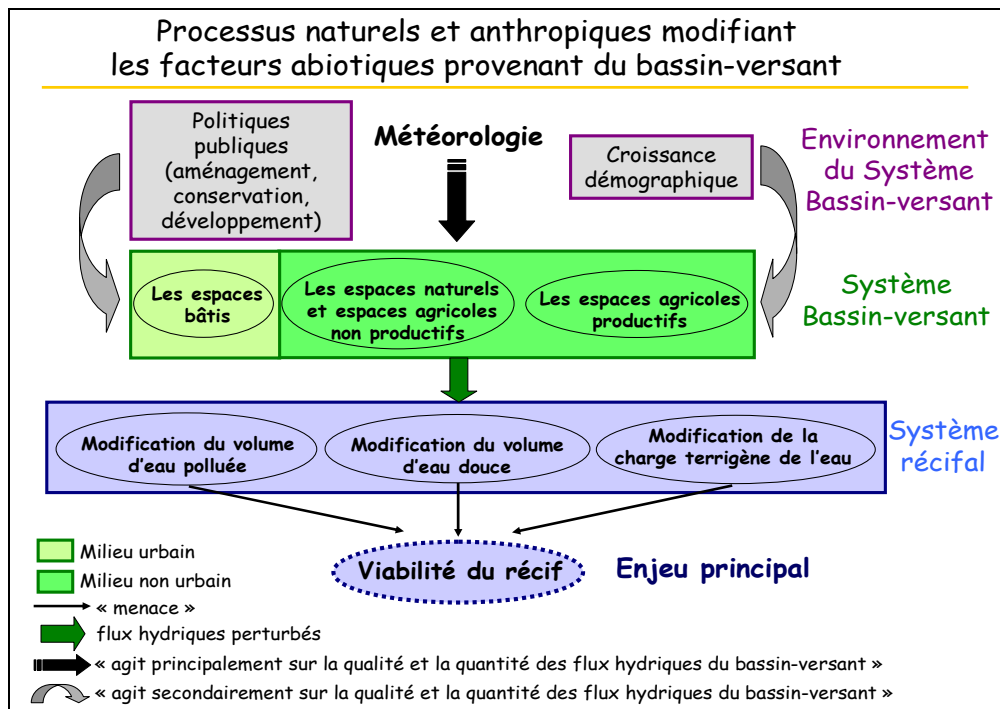 Processus naturels et anthropiques modifiant
les facteurs abiotiques provenant du bassin-versant
Politiques
publiques
(aménagement,
conservation,
développement)
Météorologie
Croissance
démographique
Environnement
du Système
Bassin-versant
Les espaces
bâtis
Les espaces naturels
et espaces agricoles
non productifs
Les espaces agricoles
productifs
Système
Bassin-versant
Modification du volume
d'eau polluée
Modification du volume
d'eau douce
Modification de la
charge terrigène de l'eau
Système
récifal
Viabilité du récif
Enjeu principal
Milieu urbain
Milieu non urbain
« menace »
flux hydriques perturbés
« agit principalement sur la qualité et la quantité des flux hydriques du bassin-versant »
« agit secondairement sur la qualité et la quantité des flux hydriques du bassin-versant »